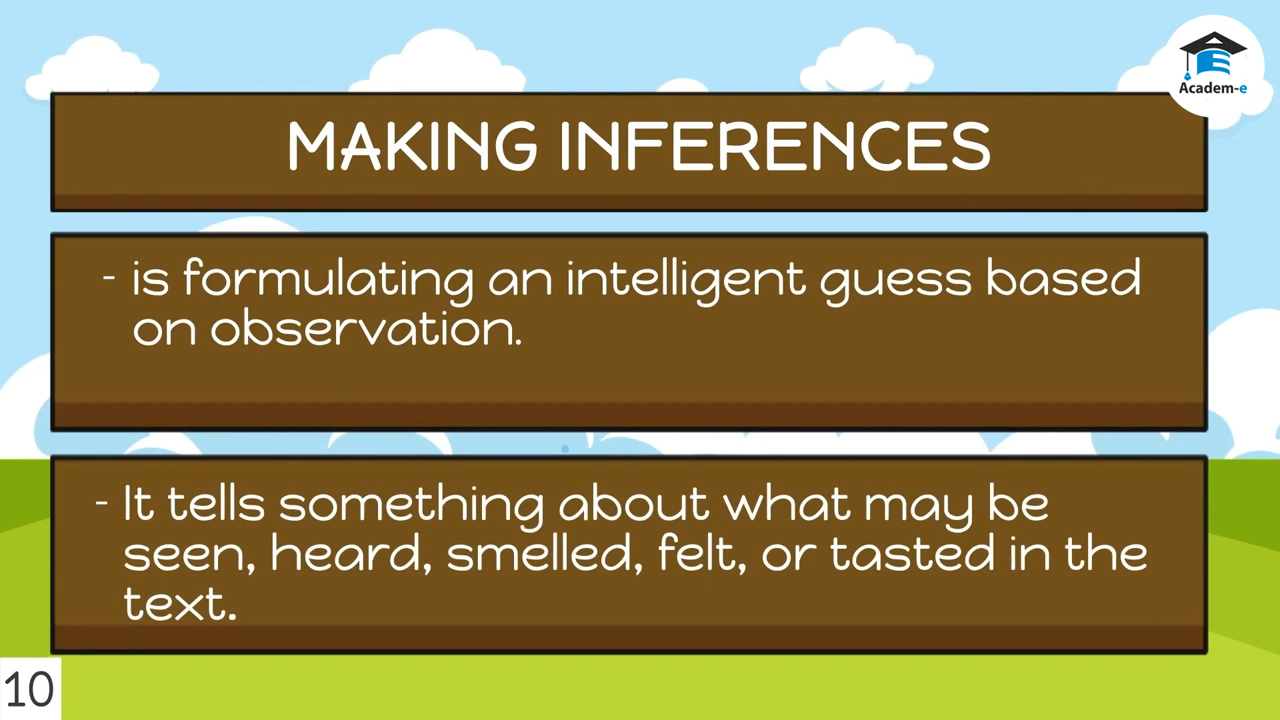 Academ-e
MAKING INFERENCES
- is formulating an intelligent guess based
on observation.
- It tells something about what may be
seen, heard, smelled, felt, or tasted in the
text.
10